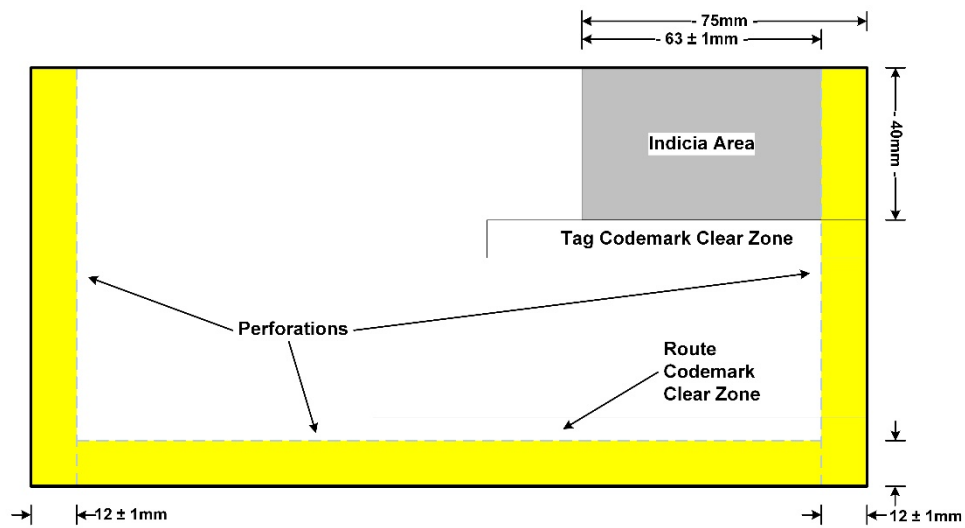 - 75mm -
- 63 ± 1mm -
Indicia Area
- 40mm -
Tag Codemark Clear Zone
Perforations
Route
Codemark
Clear Zone
12 ± 1mm
12 ± 1mm